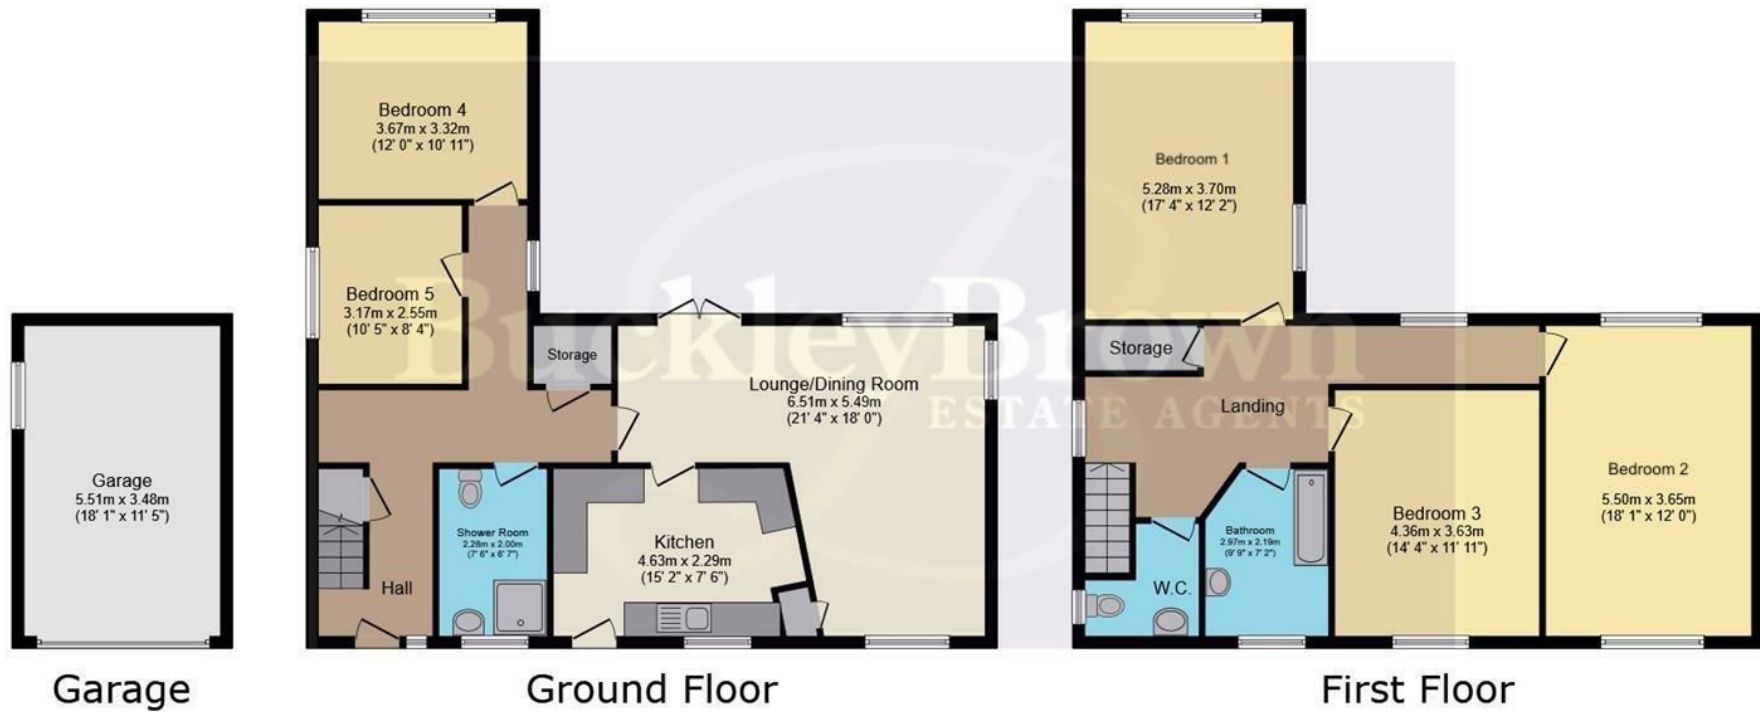 Bedroom 4
3.67m x 3.32m
(12' 0" x 10' 11")
Bedroom 5
3.17m x 2.55m
(10' 5" x 8' 4")
Storage
Lounge/Dining Room
6.51m x 5.49m
(21' 4" x 18' 0")
Shower Room
2.28m x 2.00m
(7' 6" x 6' 7")
Kitchen
4.63m x 2.29m
(15' 2" x 7' 6")
Hall
Garage
5.51m x 3.48m
(18' 1" x 11' 5")
Bedroom 1
5.28m x 3.70m
(17' 4" x 12' 2")
Storage
Landing
Bedroom 2
5.50m x 3.65m
(18' 1" x 12' 0")
Bedroom 3
4.36m x 3.63m
(14' 4" x 11' 11")
Bathroom
2.97m x 2.19m
(9' 9" x 7' 2")
W.C.
BuckleyBrown
ESTATE AGENTS
Garage
Ground Floor
First Floor